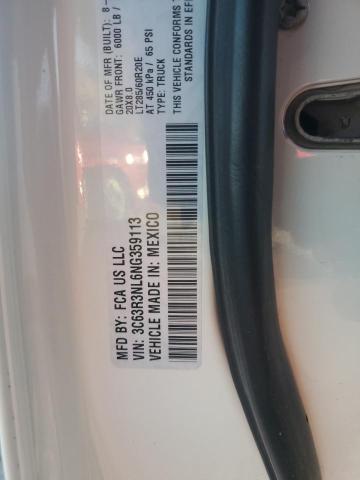 DATE OF MFR (BUILT): 8-
GAWR FRONT: 6000 LB /
20X8.0
LT285/60R20E
AT 450 kPa / 65 PSI
TYPE: TRUCK
THIS VEHICLE CONFORMS
STANDARDS IN EF
MFD BY: FCA US LLC
VIN: 3C63R3NL6NG359113
VEHICLE MADE IN: MEXICO